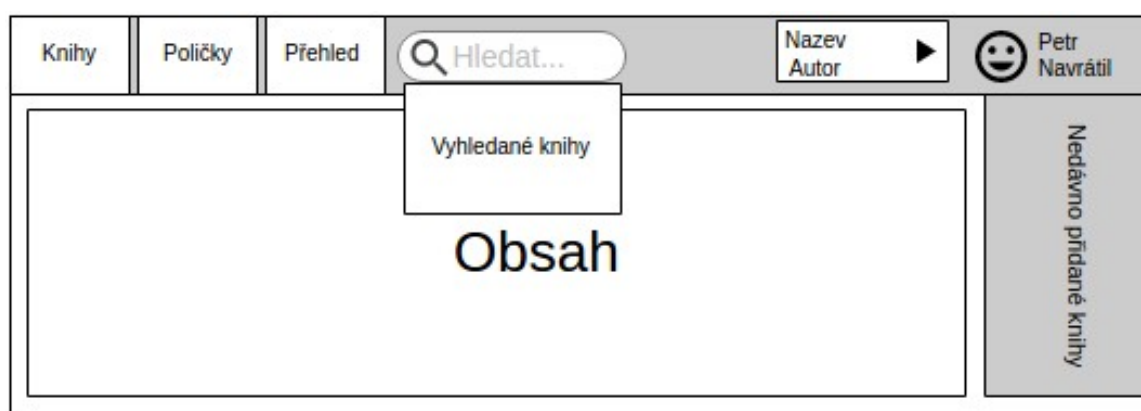 Knihy
Poličky
Přehled
Hledat...
Nazev
Autor
Petr
Navrátil
Vyhledané knihy
Obsah
Nedávno přidané knihy